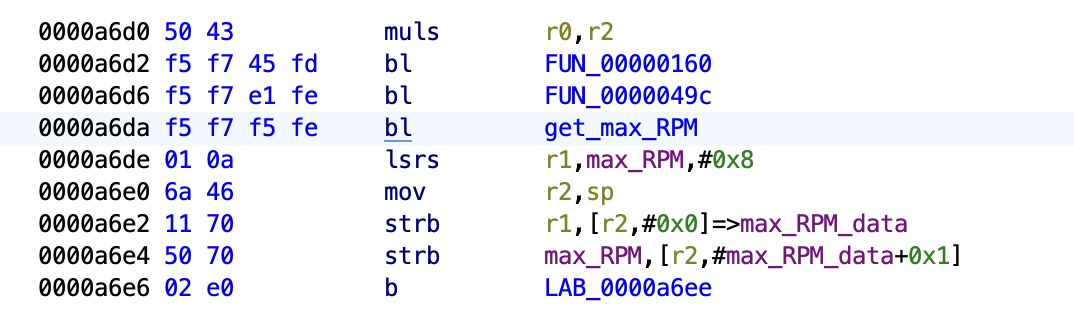 0000a6d0 50 43 muls r0,r2
0000a6d2 f5 f7 45 fd bl FUN_00000160
0000a6d6 f5 f7 e1 fe bl FUN_0000049c
0000a6da f5 f7 f5 fe bl get_max_RPM
0000a6de 01 0a lsrs r1,max_RPM,#0x8
0000a6e0 6a 46 mov r2,sp
0000a6e2 11 70 strb r1,[r2,#0x0]=>max_RPM_data
0000a6e4 50 70 strb max_RPM,[r2,#max_RPM_data+0x1]
0000a6e6 02 e0 b LAB_0000a6ee